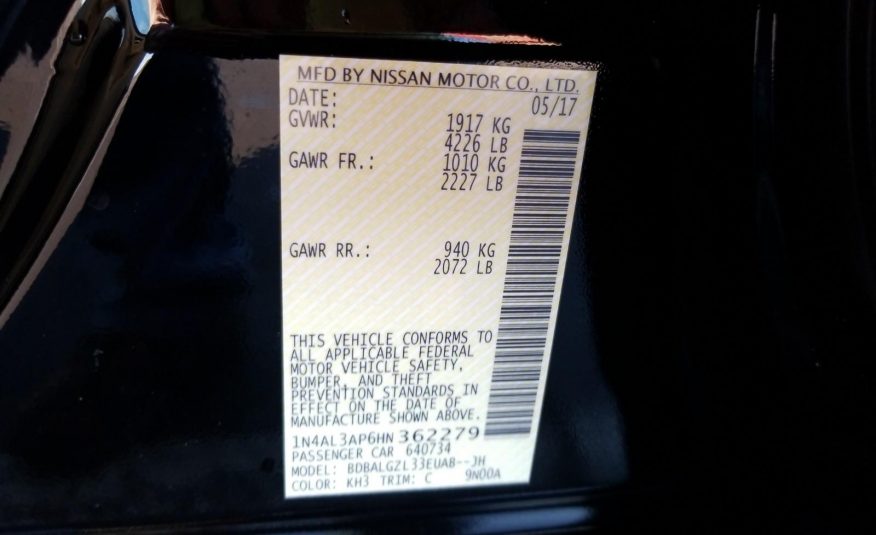 MFD BY NISSAN MOTOR CO., LTD.
DATE: 05/17
GVWR: 1917 KG
4226 LB
GAWR FR.: 1010 KG
2227 LB
GAWR RR.: 940 KG
2072 LB
THIS VEHICLE CONFORMS TO
ALL APPLICABLE FEDERAL
MOTOR VEHICLE SAFETY,
BUMPER, AND THEFT
PREVENTION STANDARDS IN
EFFECT ON THE DATE OF
MANUFACTURE SHOWN ABOVE.
1N4AL3AP6HN 362279
PASSENGER CAR 640734
MODEL: BDBALGZL33EUAB--JH
COLOR: KH3 TRIM: C 9N00A